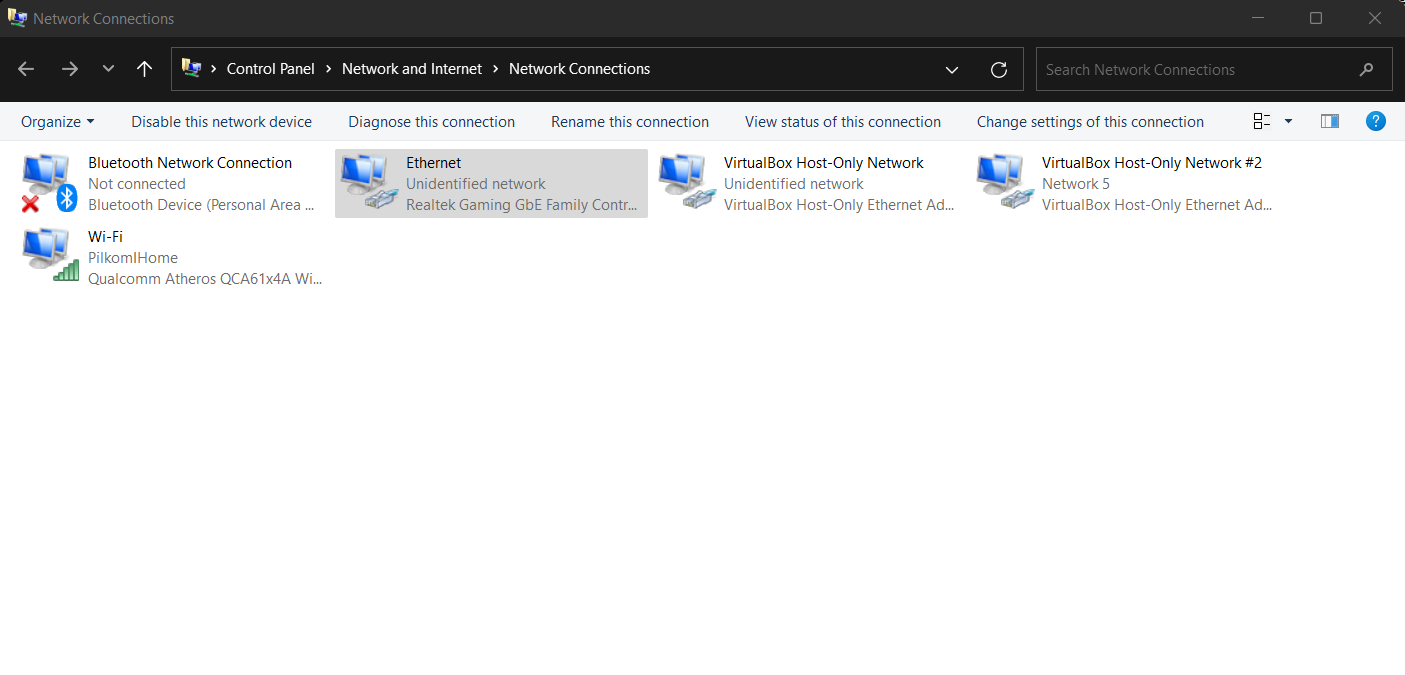 Network Connections
Control Panel > Network and Internet > Network Connections
Search Network Connections
Organize
Disable this network device
Diagnose this connection
Rename this connection
View status of this connection
Change settings of this connection
?
Bluetooth Network Connection
Not connected
Bluetooth Device (Personal Area ...
Ethernet
Unidentified network
Realtek Gaming GbE Family Contr...
VirtualBox Host-Only Network
Unidentified network
VirtualBox Host-Only Ethernet Ad...
VirtualBox Host-Only Network #2
Network 5
VirtualBox Host-Only Ethernet Ad...
Wi-Fi
PilkomIHome
Qualcomm Atheros QCA61x4A Wi...